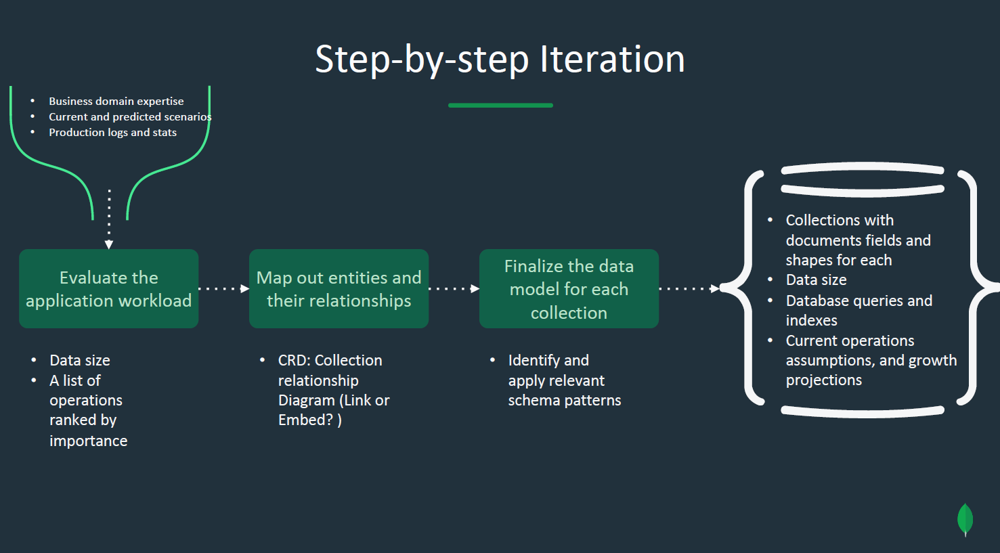 Step-by-step Iteration
• Business domain expertise
• Current and predicted scenarios
• Production logs and stats
Evaluate the
application workload
• Data size
• A list of
operations
ranked by
importance
Map out entities and
their relationships
• CRD: Collection
relationship
Diagram (Link or
Embed? )
Finalize the data
model for each
collection
• Identify and
apply relevant
schema patterns
• Collections with
documents fields and
shapes for each
• Data size
• Database queries and
indexes
• Current operations
assumptions, and growth
projections